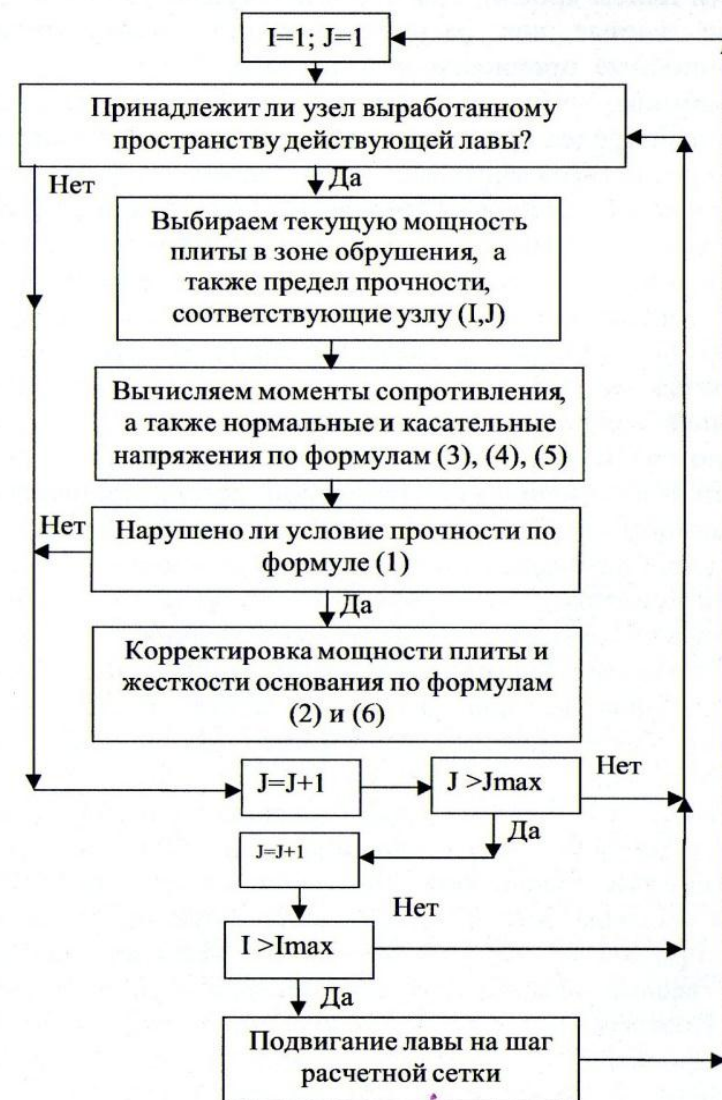 I=1; J=1
Принадлежит ли узел выработанному
пространству действующей лавы?
Нет
Да
Выбираем текущую мощность
плиты в зоне обрушения, а
также предел прочности,
соответствующие узлу (I,J)
Вычисляем моменты сопротивления,
а также нормальные и касательные
напряжения по формулам (3), (4), (5)
Нет
Нарушено ли условие прочности по
формуле (1)
Да
Корректировка мощности плиты и
жесткости основания по формулам
(2) и (6)
J=J+1
J >Jmax
Нет
Да
J=J+1
Нет
I >Imax
Да
Подвигание лавы на шаг
расчетной сетки